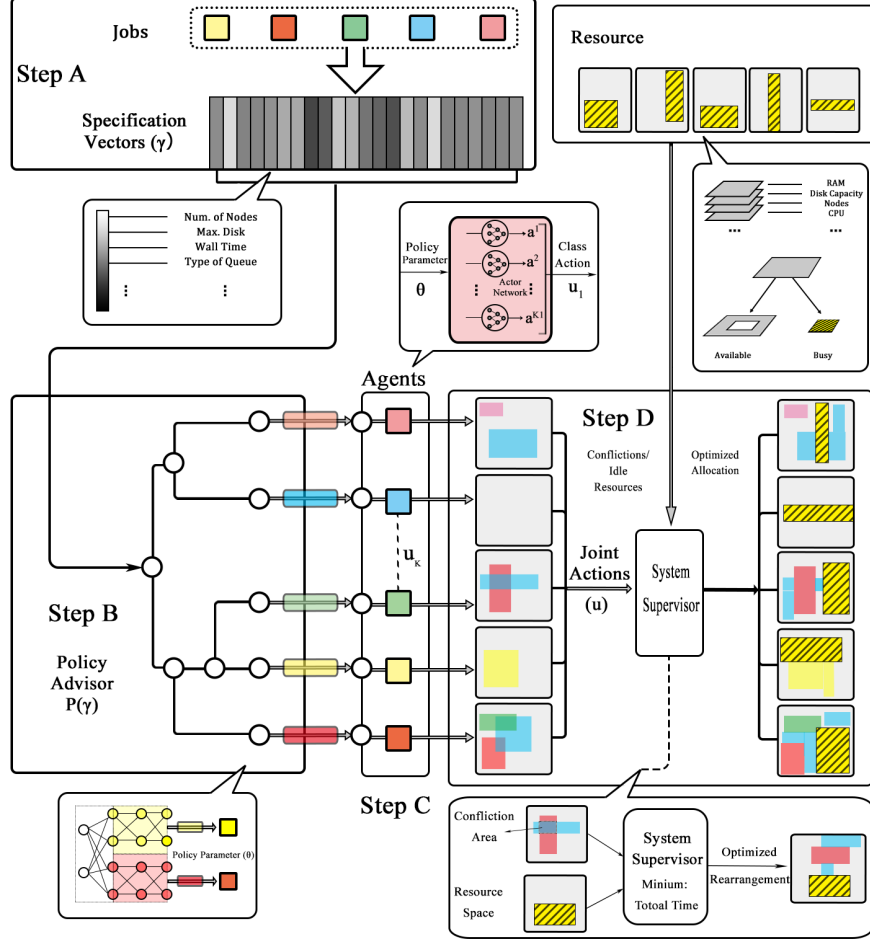 Jobs
Step A
Specification
Vectors (γ)
Resource
Num. of Nodes
Max. Disk
Wall Time
Type of Queue
⋮ ⋮
Policy
Parameter
θ
a¹
a²
⋮ Actor ⋮
Network
a^K1
Class
Action
u₁
RAM
Disk Capacity
Nodes
CPU
... ...
Available
Busy
Agents
Step B
Policy
Advisor
P(γ)
u_K
Step D
Conflictions/
Idle
Resources
Optimized
Allocation
Joint
Actions
(u)
System
Supervisor
Step C
Policy Parameter (θ)
Confliction
Area
Resource
Space
System
Supervisor
Minium:
Totoal Time
Optimized
Rearrangement